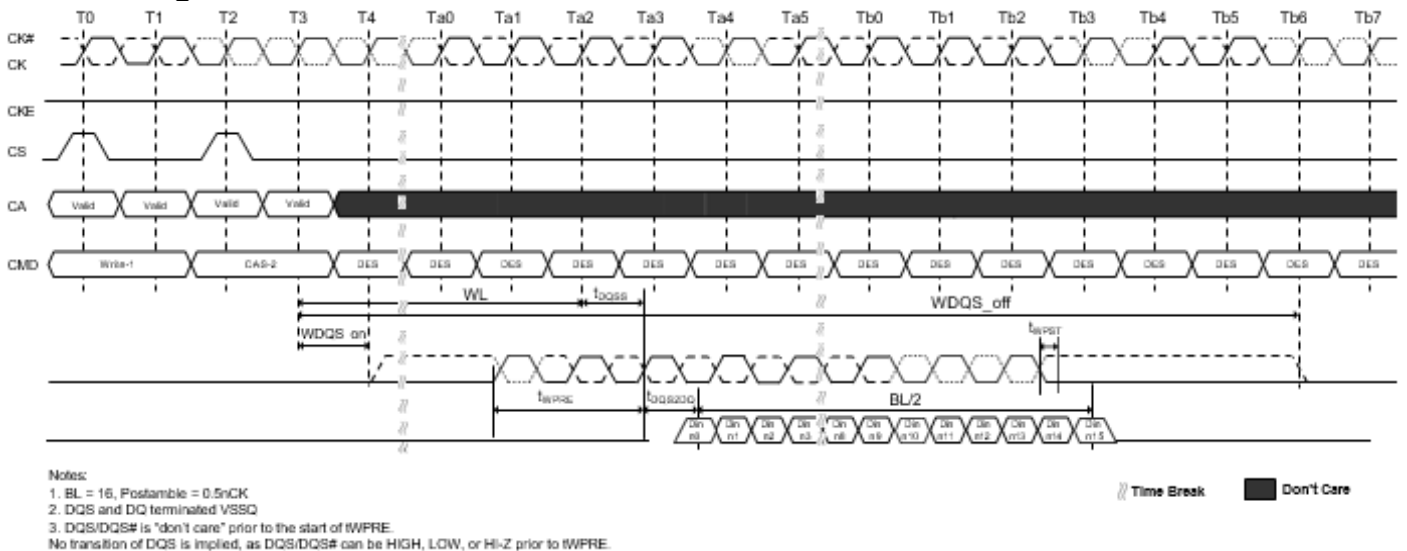 T0 T1 T2 T3 T4 Ta0 Ta1 Ta2 Ta3 Ta4 Ta5 Tb0 Tb1 Tb2 Tb3 Tb4 Tb5 Tb6 Tb7
CK#
CK
CKE
CS
CA Valid Valid Valid Valid
CMD Write-1 CAS-2 DES DES DES DES DES DES DES DES DES DES DES DES DES DES DES
WL tDQSS WDQS_off
WDQS_on tWPST
tWPRE tDQS2DQ BL/2
Din Din Din Din Din Din Din Din Din Din Din Din
n0 n1 n2 n3 n8 n9 n10 n11 n12 n13 n14 n15
Notes:
1. BL = 16, Postamble = 0.5nCK
2. DQS and DQ terminated VSSQ
3. DQS/DQS# is "don't care" prior to the start of tWPRE.
No transition of DQS is implied, as DQS/DQS# can be HIGH, LOW, or HI-Z prior to tWPRE.
Time Break Don't Care